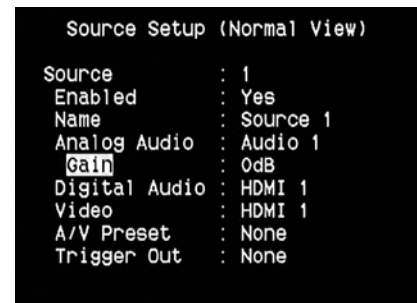 Source Setup (Normal View)
Source : 1
Enabled : Yes
Name : Source 1
Analog Audio : Audio 1
Gain : 0dB
Digital Audio : HDMI 1
Video : HDMI 1
A/V Preset : None
Trigger Out : None